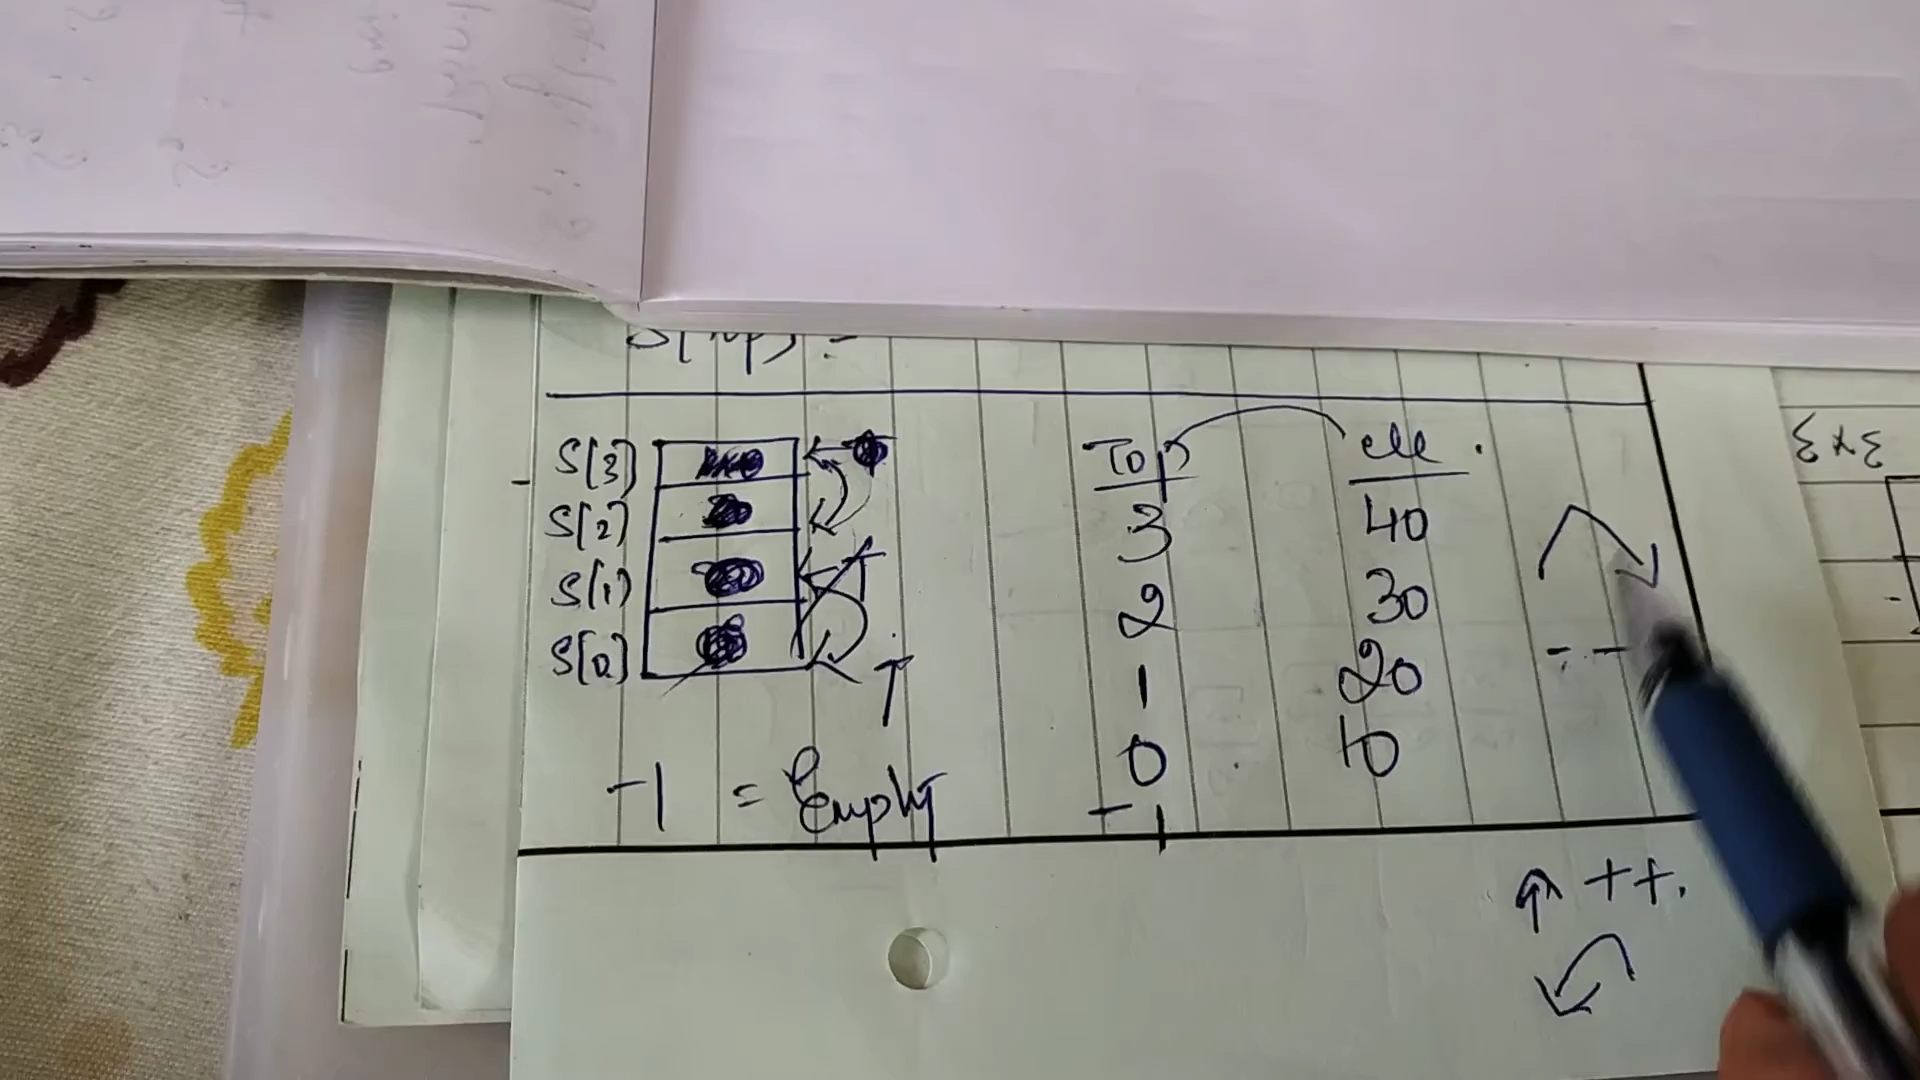 S[3]
S[2]
S[1]
S[0]
T
-1 = Empty
Top ele.
3 40
2 30
1 20
0 10
-1
--
↑ ++.